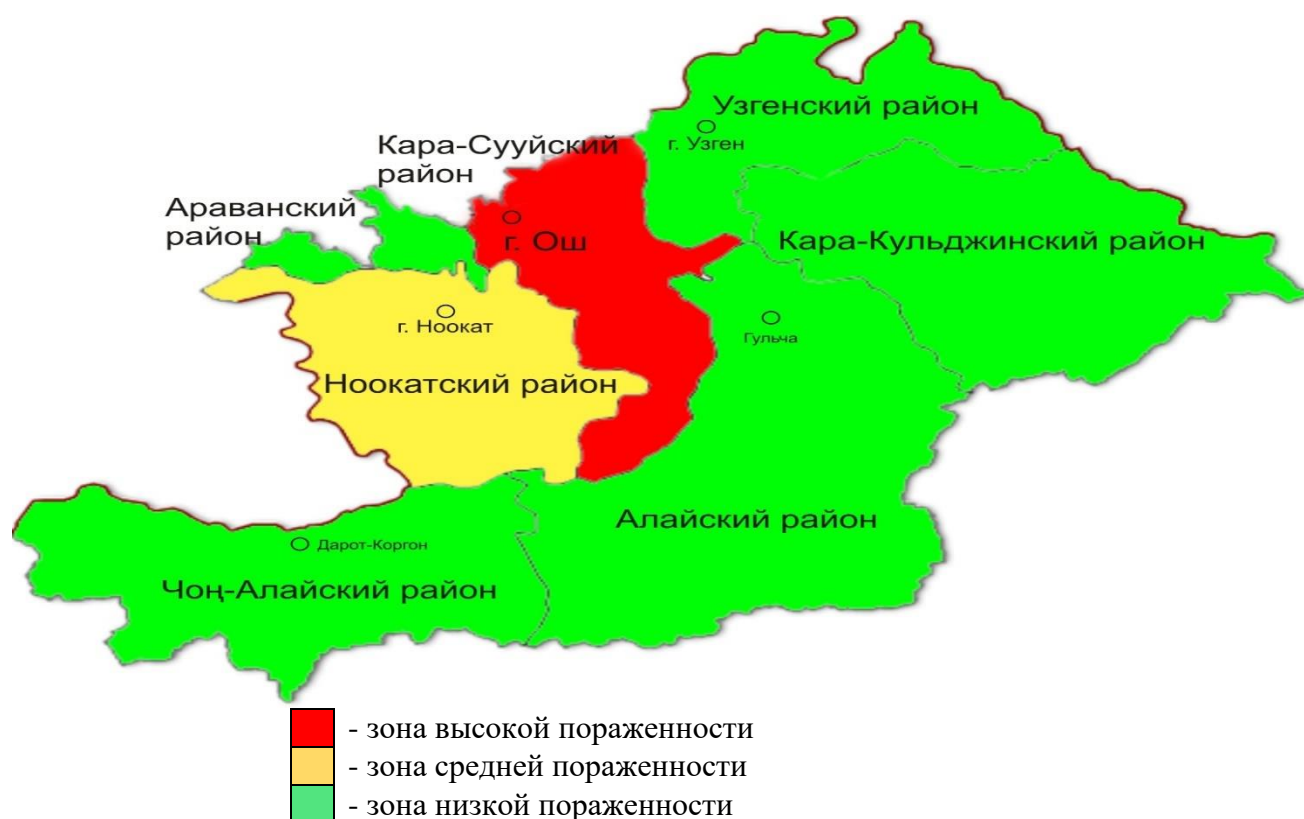 Узгенский район
г. Узген
Кара-Сууйский
район
Араванский
район
г. Ош
Кара-Кульджинский район
г. Ноокат
Гульча
Ноокатский район
Алайский район
Дарот-Коргон
Чоң-Алайский район
- зона высокой пораженности
- зона средней пораженности
- зона низкой пораженности